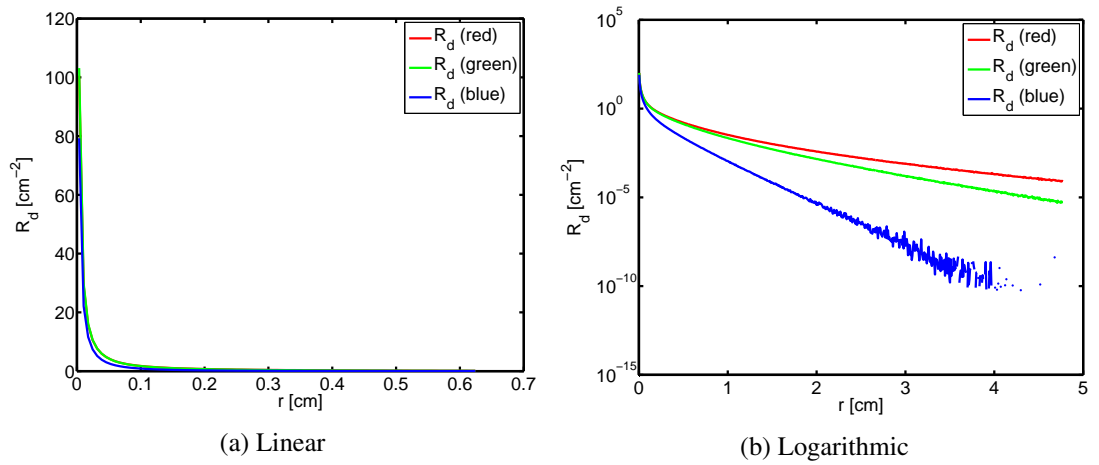 120
100
80
60
40
20
0
R_d [cm^-2]
0 0.1 0.2 0.3 0.4 0.5 0.6 0.7
r [cm]
R_d (red)
R_d (green)
R_d (blue)
(a) Linear
10^5
10^0
10^-5
10^-10
10^-15
R_d [cm^-2]
0 1 2 3 4 5
r [cm]
R_d (red)
R_d (green)
R_d (blue)
(b) Logarithmic